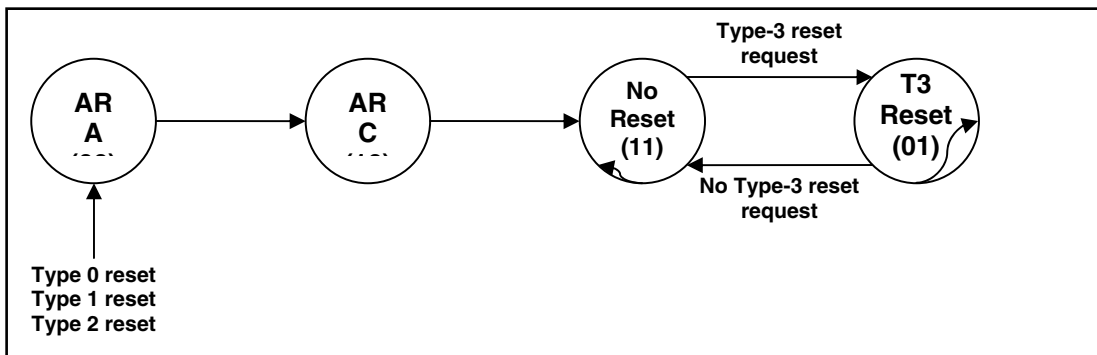 AR
A
AR
C
No
Reset
(11)
Type-3 reset
request
T3
Reset
(01)
No Type-3 reset
request
Type 0 reset
Type 1 reset
Type 2 reset